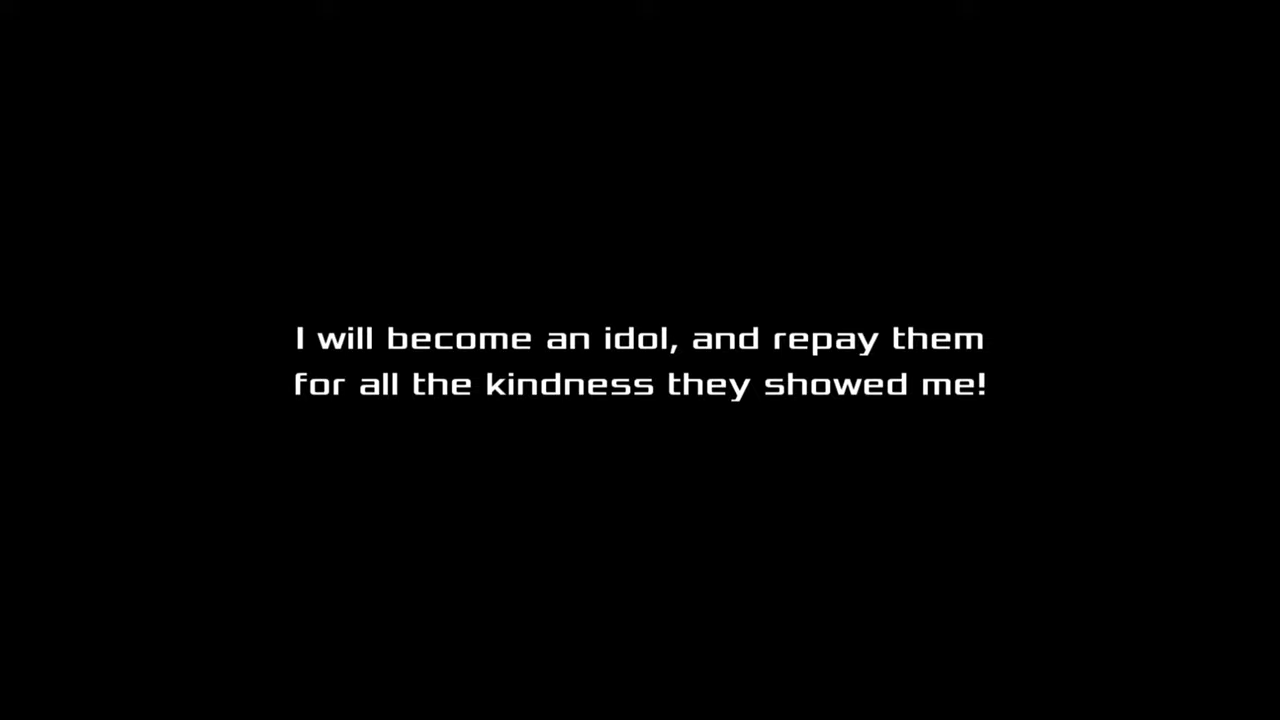 I will become an idol, and repay them
for all the kindness they showed me!